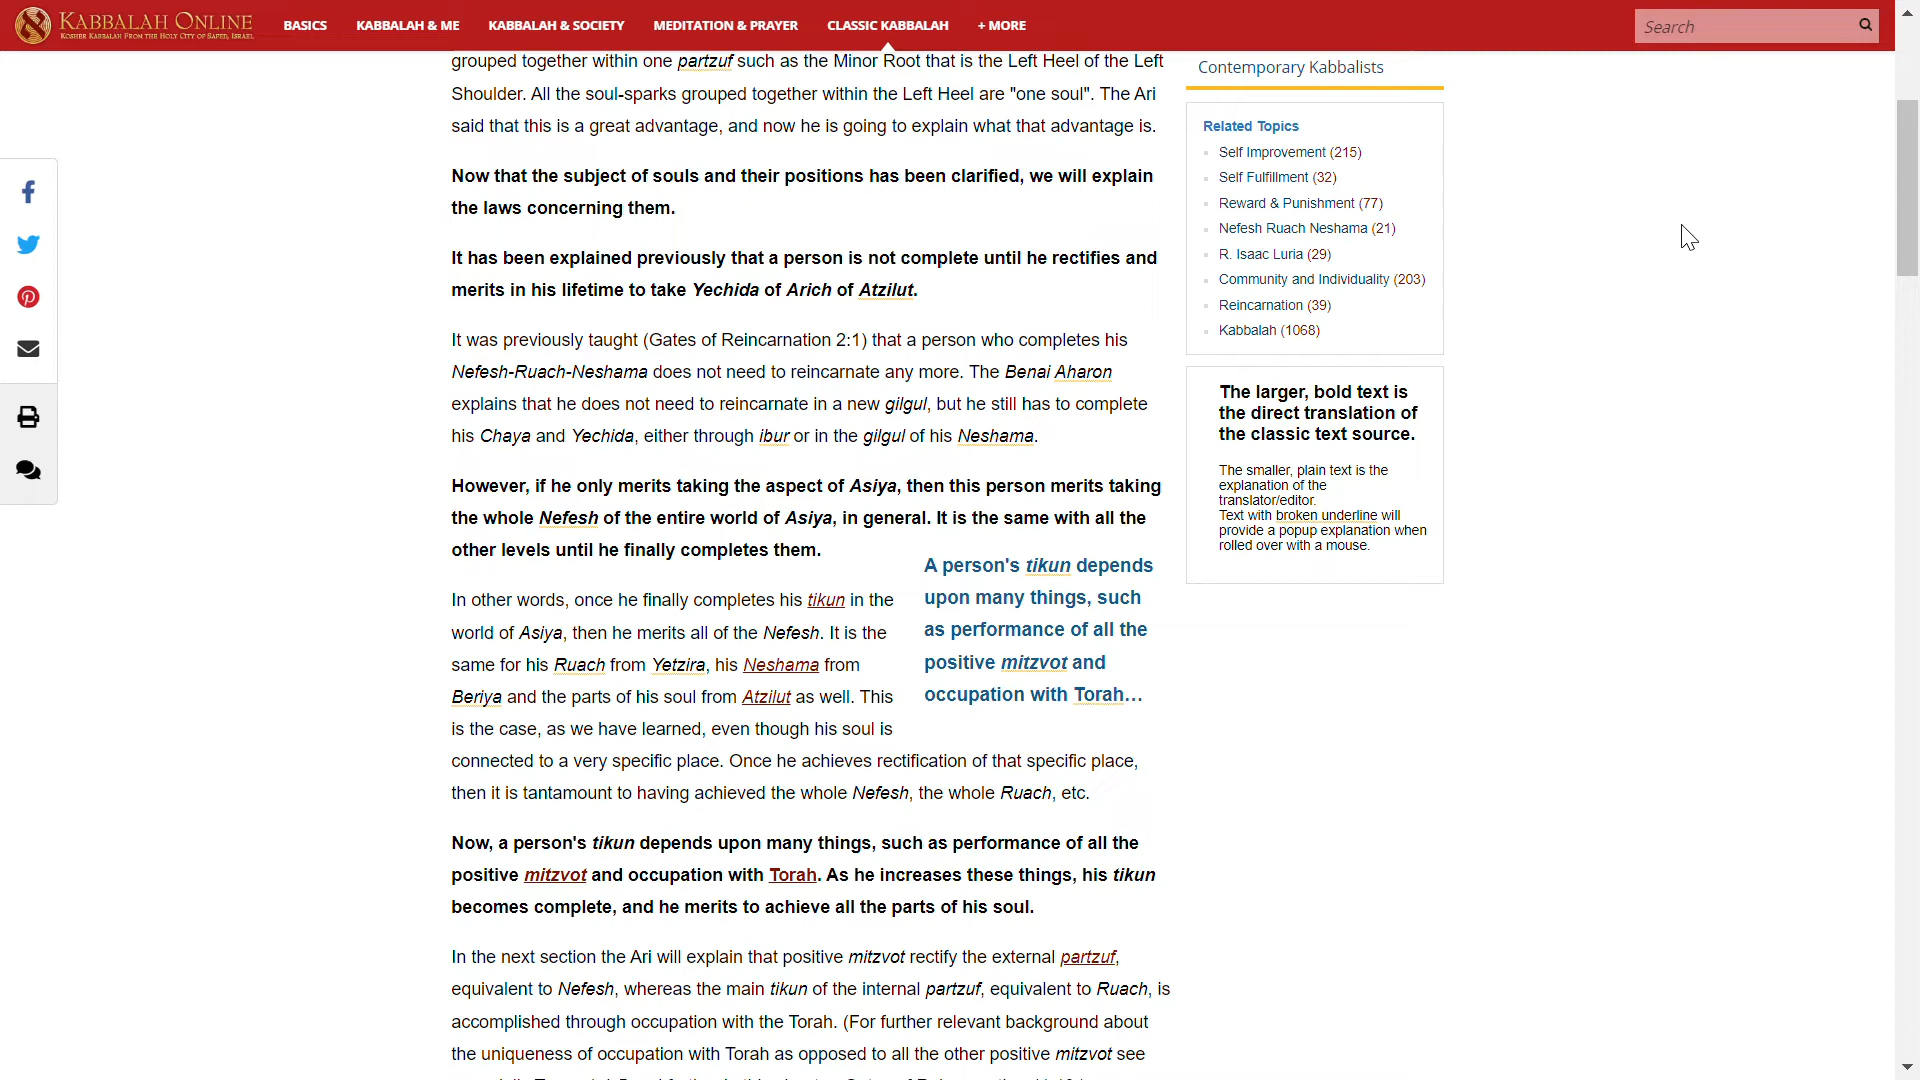 KABBALAH ONLINE
KOSHER KABBALAH FROM THE HOLY CITY OF SAFED, ISRAEL
BASICS
KABBALAH & ME
KABBALAH & SOCIETY
MEDITATION & PRAYER
CLASSIC KABBALAH
+ MORE
Search
grouped together within one partzuf such as the Minor Root that is the Left Heel of the Left
Shoulder. All the soul-sparks grouped together within the Left Heel are "one soul". The Ari
said that this is a great advantage, and now he is going to explain what that advantage is.
Now that the subject of souls and their positions has been clarified, we will explain
the laws concerning them.
It has been explained previously that a person is not complete until he rectifies and
merits in his lifetime to take Yechida of Arich of Atzilut.
It was previously taught (Gates of Reincarnation 2:1) that a person who completes his
Nefesh-Ruach-Neshama does not need to reincarnate any more. The Benai Aharon
explains that he does not need to reincarnate in a new gilgul, but he still has to complete
his Chaya and Yechida, either through ibur or in the gilgul of his Neshama.
However, if he only merits taking the aspect of Asiya, then this person merits taking
the whole Nefesh of the entire world of Asiya, in general. It is the same with all the
other levels until he finally completes them.
A person's tikun depends
upon many things, such
as performance of all the
positive mitzvot and
occupation with Torah…
In other words, once he finally completes his tikun in the
world of Asiya, then he merits all of the Nefesh. It is the
same for his Ruach from Yetzira, his Neshama from
Beriya and the parts of his soul from Atzilut as well. This
is the case, as we have learned, even though his soul is
connected to a very specific place. Once he achieves rectification of that specific place,
then it is tantamount to having achieved the whole Nefesh, the whole Ruach, etc.
Now, a person's tikun depends upon many things, such as performance of all the
positive mitzvot and occupation with Torah. As he increases these things, his tikun
becomes complete, and he merits to achieve all the parts of his soul.
In the next section the Ari will explain that positive mitzvot rectify the external partzuf,
equivalent to Nefesh, whereas the main tikun of the internal partzuf, equivalent to Ruach, is
accomplished through occupation with the Torah. (For further relevant background about
the uniqueness of occupation with Torah as opposed to all the other positive mitzvot see
Contemporary Kabbalists
Related Topics
Self Improvement (215)
Self Fulfillment (32)
Reward & Punishment (77)
Nefesh Ruach Neshama (21)
R. Isaac Luria (29)
Community and Individuality (203)
Reincarnation (39)
Kabbalah (1068)
The larger, bold text is
the direct translation of
the classic text source.
The smaller, plain text is the
explanation of the
translator/editor.
Text with broken underline will
provide a popup explanation when
rolled over with a mouse.